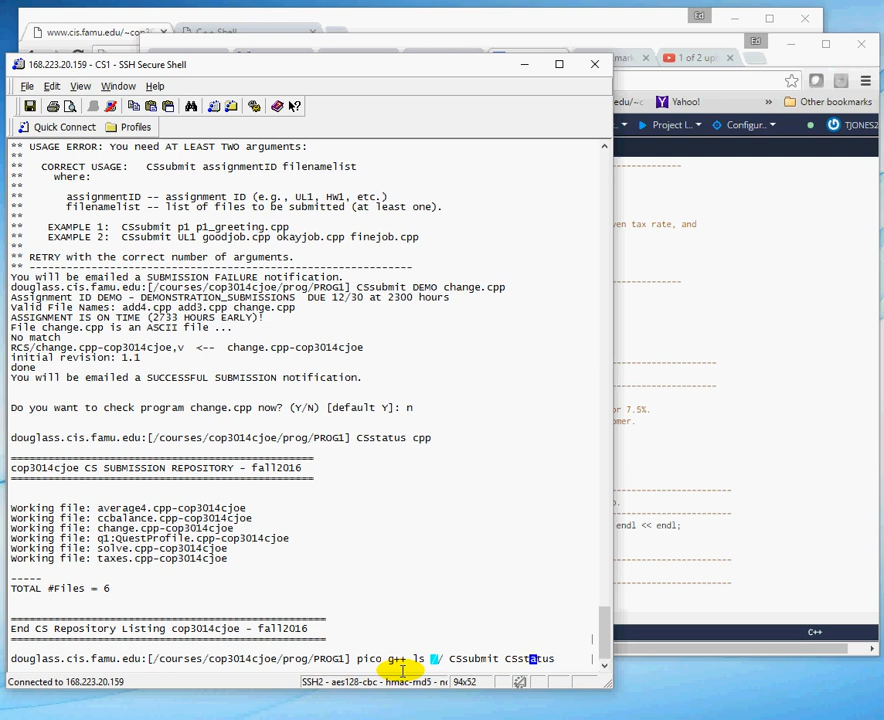 Ed
www.cis.famu.edu/~cop3
C++ Shell
Ed
168.223.20.159 - CS1 - SSH Secure Shell
mark
1 of 2 up
File Edit View Window Help
edu/~c
Yahoo!
»
Other bookmarks
Quick Connect Profiles
Project I...
Configur...
TJONES2
** USAGE ERROR: You need AT LEAST TWO arguments:
**
** CORRECT USAGE: CSsubmit assignmentID filenamelist
** where:
**
** assignmentID -- assignment ID (e.g., UL1, HW1, etc.)
** filenamelist -- list of files to be submitted (at least one).
**
** EXAMPLE 1: CSsubmit p1 p1_greeting.cpp
** EXAMPLE 2: CSsubmit UL1 goodjob.cpp okayjob.cpp finejob.cpp
**
** RETRY with the correct number of arguments.
** ---------------------------------------------------------
You will be emailed a SUBMISSION FAILURE notification.
douglass.cis.famu.edu:[/courses/cop3014cjoe/prog/PROG1] CSsubmit DEMO change.cpp
Assignment ID DEMO - DEMONSTRATION_SUBMISSIONS DUE 12/30 at 2300 hours
Valid File Names: add4.cpp add3.cpp change.cpp
ASSIGNMENT IS ON TIME (2733 HOURS EARLY)!
File change.cpp is an ASCII file ...
No match
RCS/change.cpp-cop3014cjoe,v <-- change.cpp-cop3014cjoe
initial revision: 1.1
done
You will be emailed a SUCCESSFUL SUBMISSION notification.
Do you want to check program change.cpp now? (Y/N) [default Y]: n
douglass.cis.famu.edu:[/courses/cop3014cjoe/prog/PROG1] CSstatus cpp
================================================
cop3014cjoe CS SUBMISSION REPOSITORY - fall2016
================================================
Working file: average4.cpp-cop3014cjoe
Working file: ccbalance.cpp-cop3014cjoe
Working file: change.cpp-cop3014cjoe
Working file: q1:QuestProfile.cpp-cop3014cjoe
Working file: solve.cpp-cop3014cjoe
Working file: taxes.cpp-cop3014cjoe
-----
TOTAL #Files = 6
==================================================
End CS Repository Listing cop3014cjoe - fall2016
==================================================
douglass.cis.famu.edu:[/courses/cop3014cjoe/prog/PROG1] pico g++ ls / CSsubmit CSstatus
Connected to 168.223.20.159
SSH2 - aes128-cbc - hmac-md5 - nc
94x52
en tax rate, and
or 7.5%.
omer.
o.
endl << endl;
C++